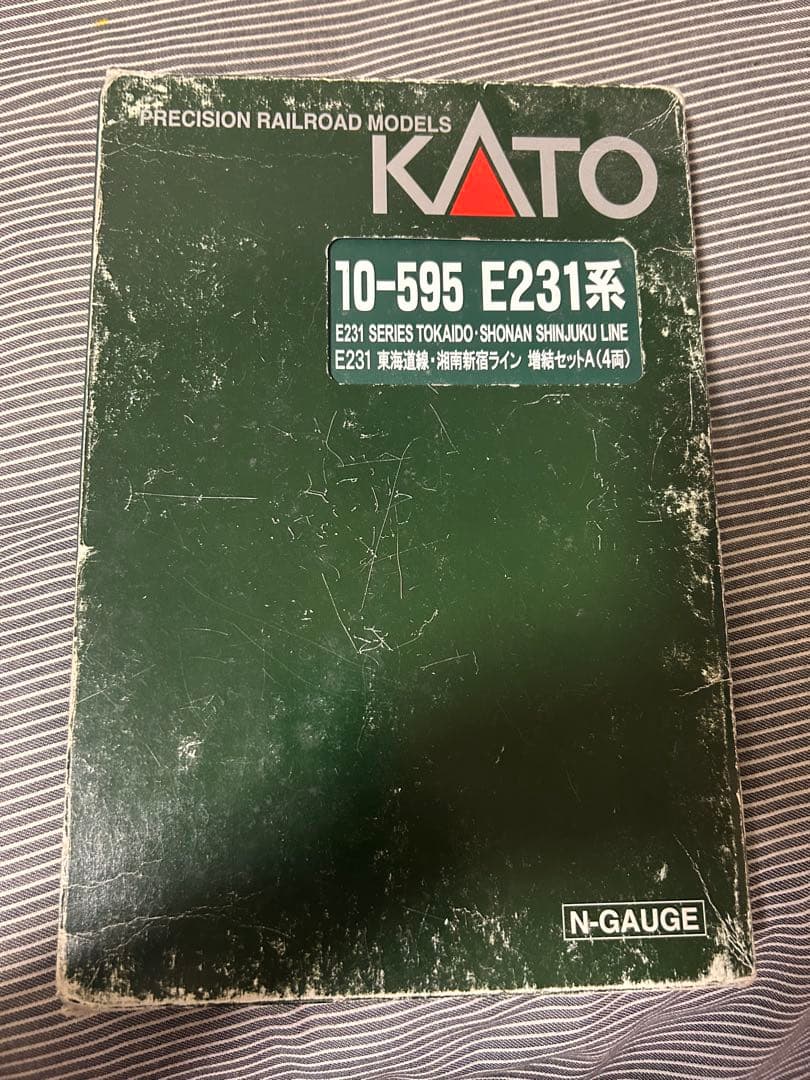 PRECISION RAILROAD MODELS
KATO
10-595 E231系
E231 SERIES TOKAIDO・SHONAN SHINJUKU LINE
E231 東海道線・湘南新宿ライン 増結セットA(4両)
N-GAUGE